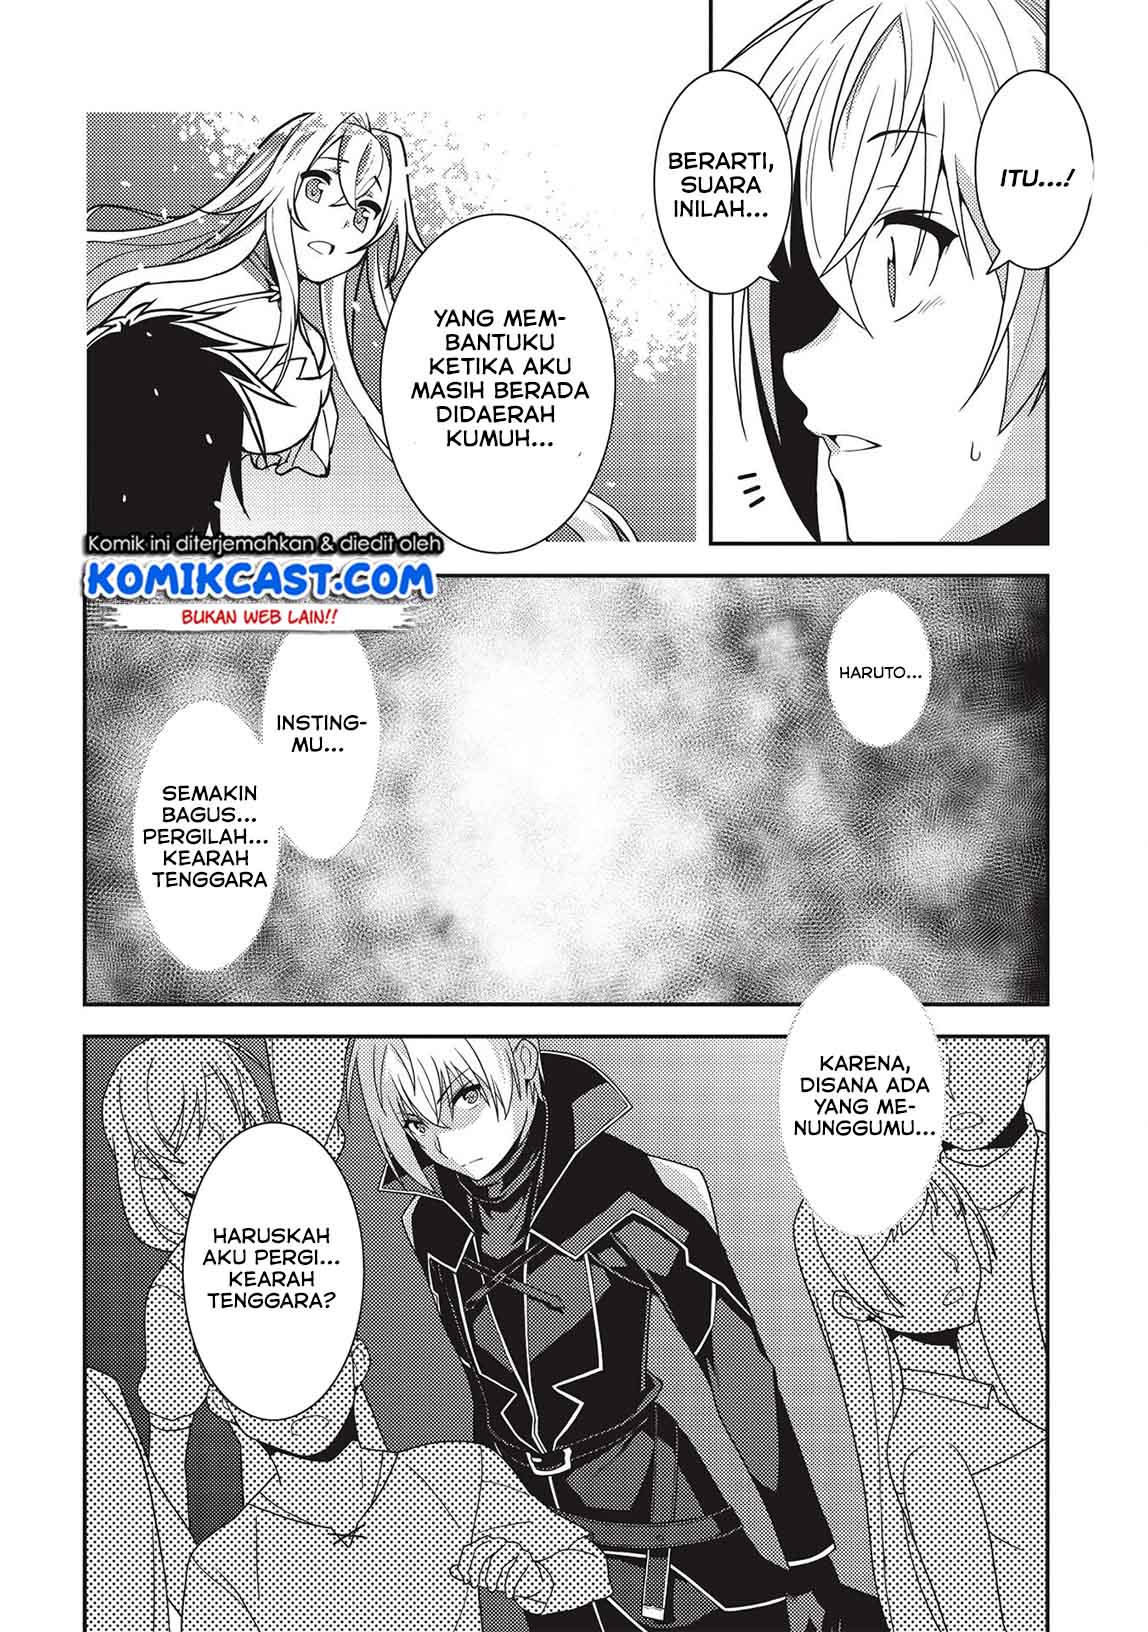 ITU...!
BERARTI,
SUARA
INILAH...
YANG MEM-
BANTUKU
KETIKA AKU
MASIH BERADA
DIDAERAH
KUMUH...
Komik ini diterjemahkan & diedit oleh
KOMIKCAST.COM
BUKAN WEB LAIN!!
HARUTO...
INSTING-
MU...
SEMAKIN
BAGUS...
PERGILAH...
KEARAH
TENGGARA
KARENA,
DISANA ADA
YANG ME-
NUNGGUMU...
HARUSKAH
AKU PERGI...
KEARAH
TENGGARA?